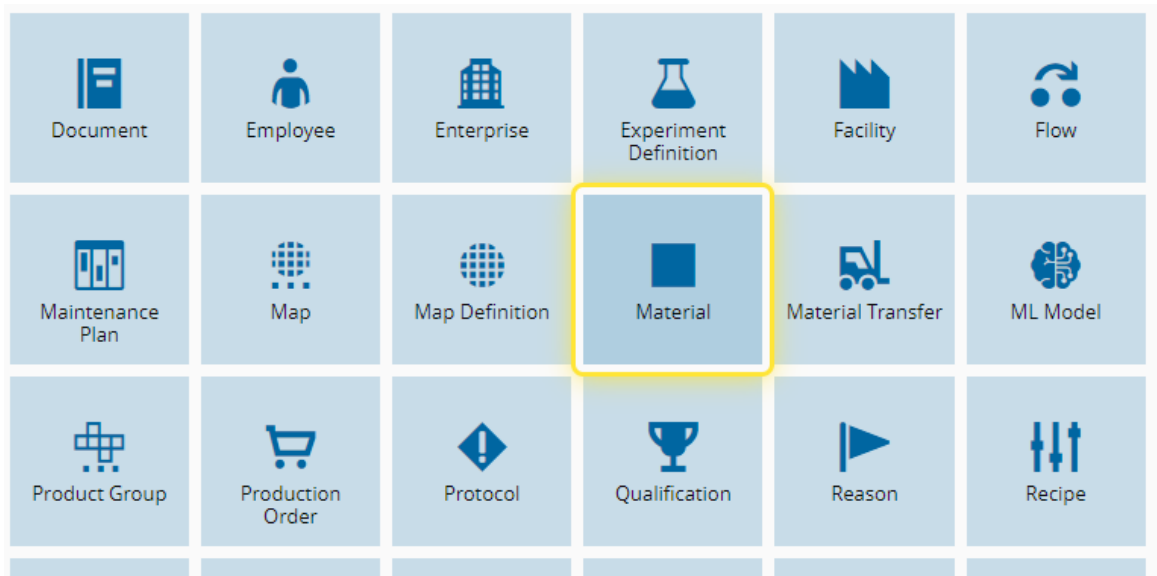 Document
Employee
Enterprise
Experiment
Definition
Facility
Flow
Maintenance
Plan
Map
Map Definition
Material
Material Transfer
ML Model
Product Group
Production
Order
Protocol
Qualification
Reason
Recipe